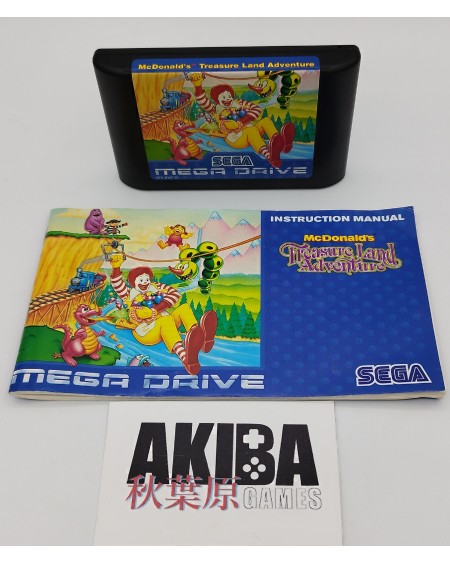 McDonald's Treasure Land Adventure
SEGA
MEGA DRIVE
INSTRUCTION MANUAL
McDonald's
Treasure Land
Adventure
MEGA DRIVE
SEGA
AKIBA
秋葉原 GAMES